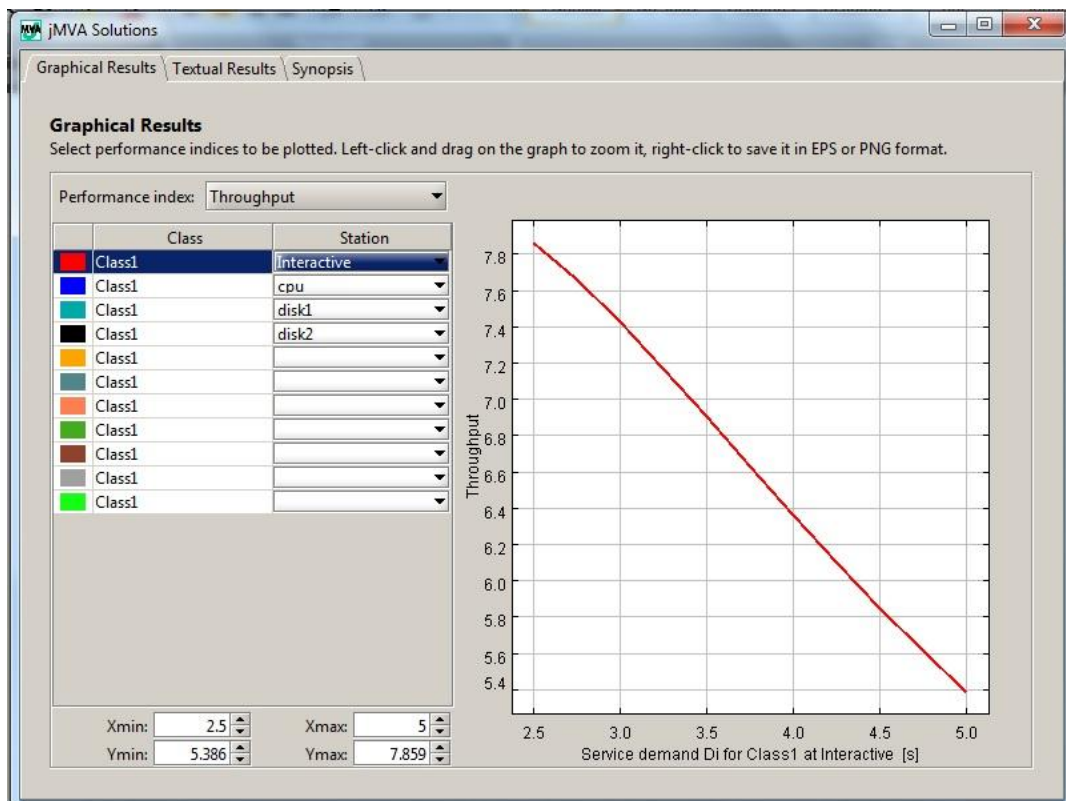 jMVA Solutions
Graphical Results Textual Results Synopsis
Graphical Results
Select performance indices to be plotted. Left-click and drag on the graph to zoom it, right-click to save it in EPS or PNG format.
Performance index: Throughput
Class Station
Class1 Interactive
Class1 cpu
Class1 disk1
Class1 disk2
Class1
Class1
Class1
Class1
Class1
Class1
Class1
Xmin: 2.5 Xmax: 5
Ymin: 5.386 Ymax: 7.859
Throughput
7.8
7.6
7.4
7.2
7.0
6.8
6.6
6.4
6.2
6.0
5.8
5.6
5.4
2.5 3.0 3.5 4.0 4.5 5.0
Service demand Di for Class1 at Interactive [s]